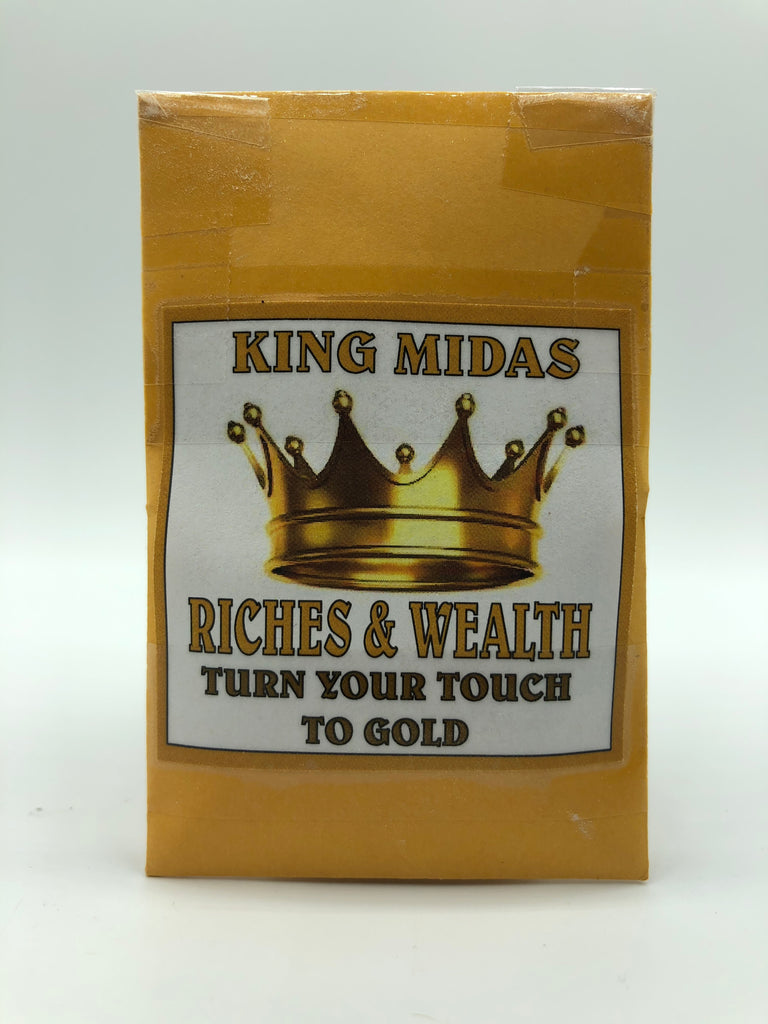 KING MIDAS
RICHES & WEALTH
TURN YOUR TOUCH
TO GOLD